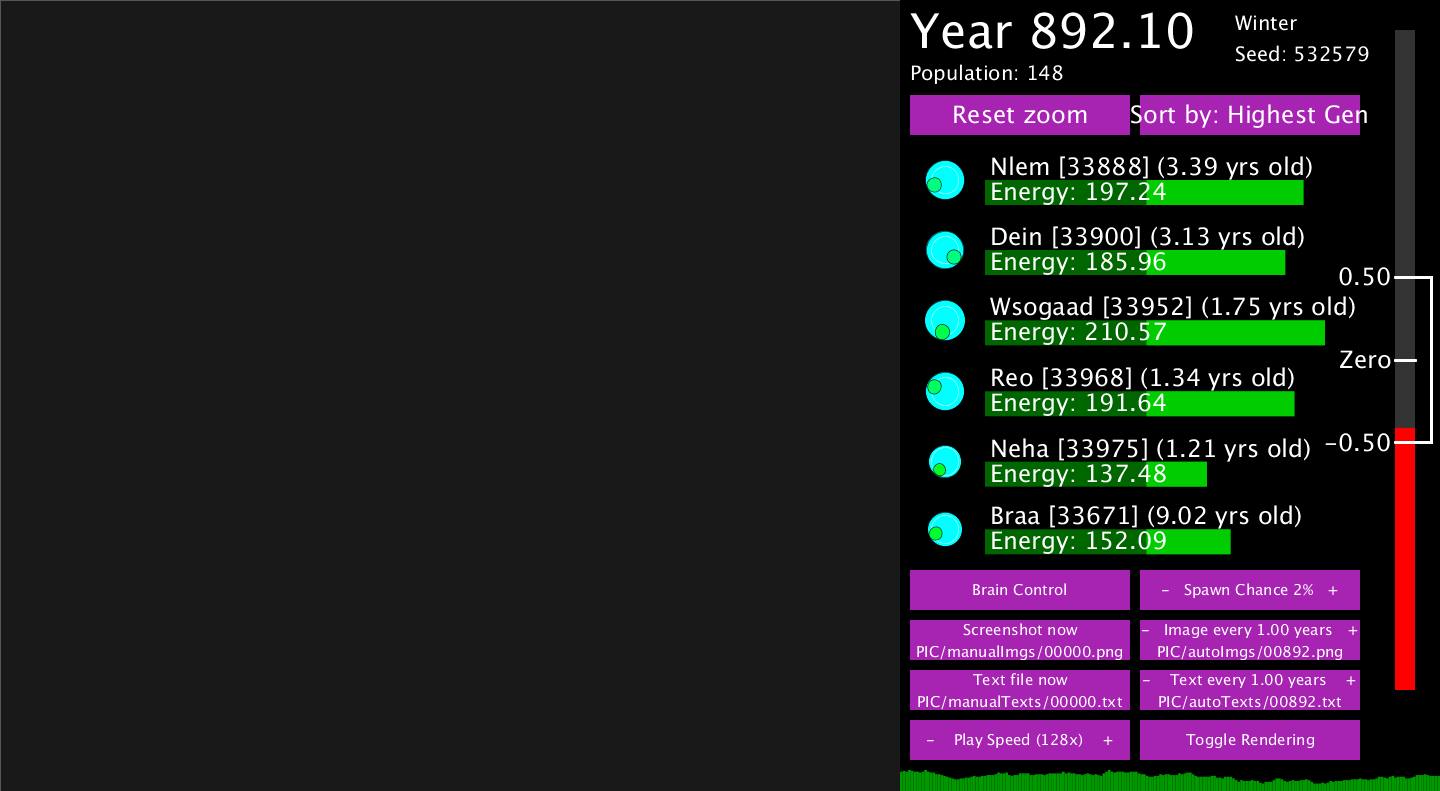 Year 892.10
Winter
Seed: 532579
Population: 148
Reset zoom
Sort by: Highest Gen
Nlem [33888] (3.39 yrs old)
Energy: 197.24
Dein [33900] (3.13 yrs old)
Energy: 185.96
Wsogaad [33952] (1.75 yrs old)
Energy: 210.57
Reo [33968] (1.34 yrs old)
Energy: 191.64
Neha [33975] (1.21 yrs old)
Energy: 137.48
Braa [33671] (9.02 yrs old)
Energy: 152.09
0.50
Zero
−0.50
Brain Control
– Spawn Chance 2% +
Screenshot now
PIC/manualImgs/00000.png
– Image every 1.00 years +
PIC/autoImgs/00892.png
Text file now
PIC/manualTexts/00000.txt
– Text every 1.00 years +
PIC/autoTexts/00892.txt
– Play Speed (128x) +
Toggle Rendering